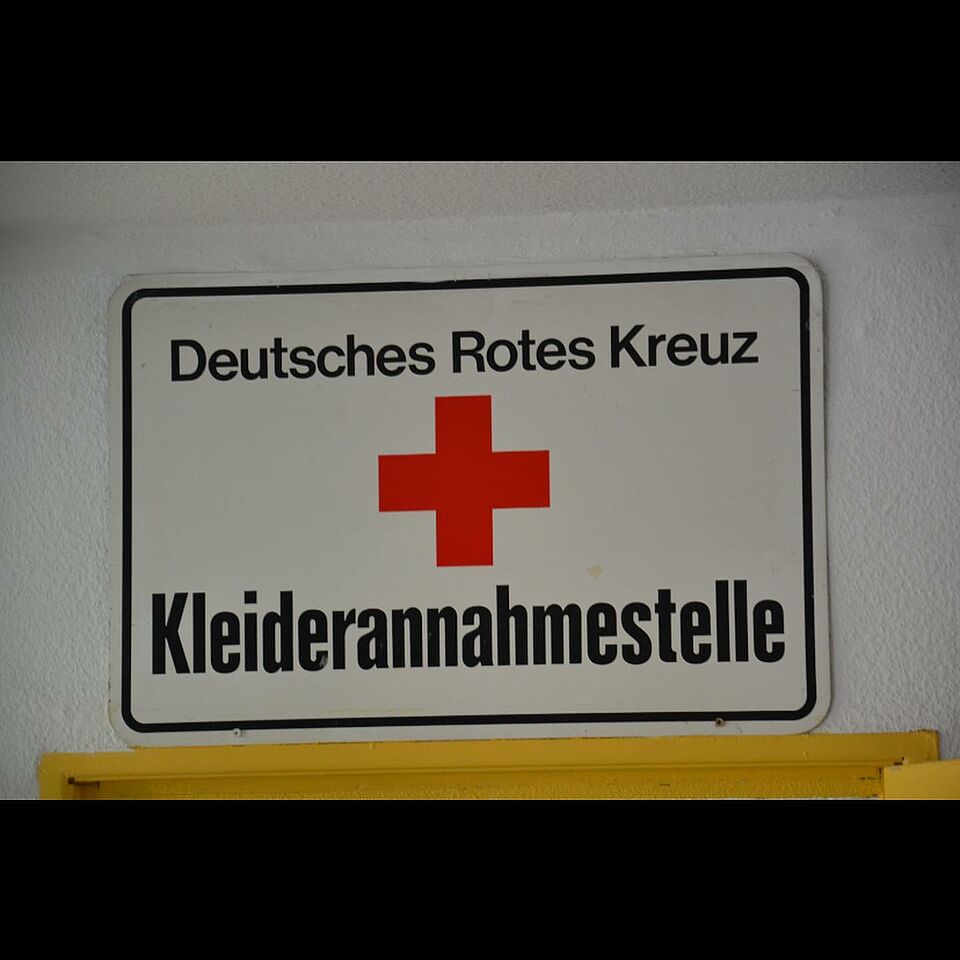 Deutsches Rotes Kreuz
Kleiderannahmestelle